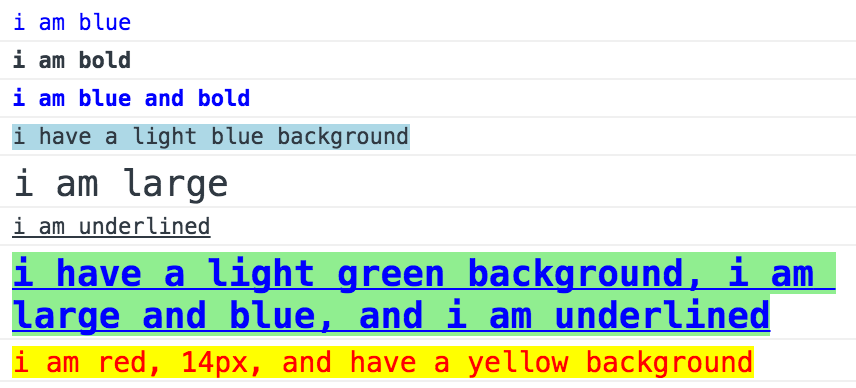 i am blue
i am bold
i am blue and bold
i have a light blue background
i am large
i am underlined
i have a light green background, i am
large and blue, and i am underlined
i am red, 14px, and have a yellow background